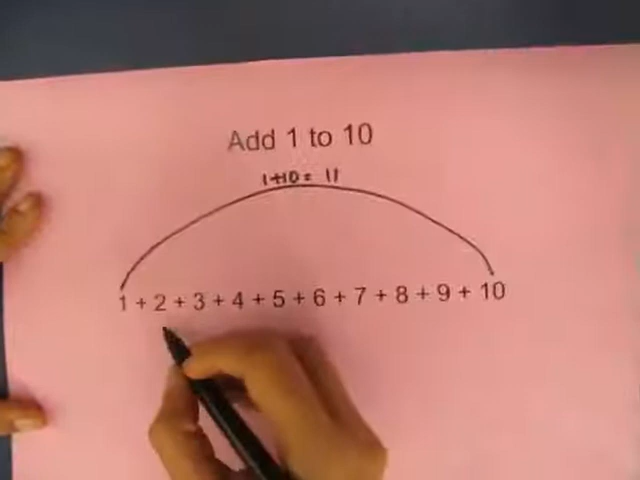 Add 1 to 10
1+10 = 11
1 + 2 + 3 + 4 + 5 + 6 + 7 + 8 + 9 + 10